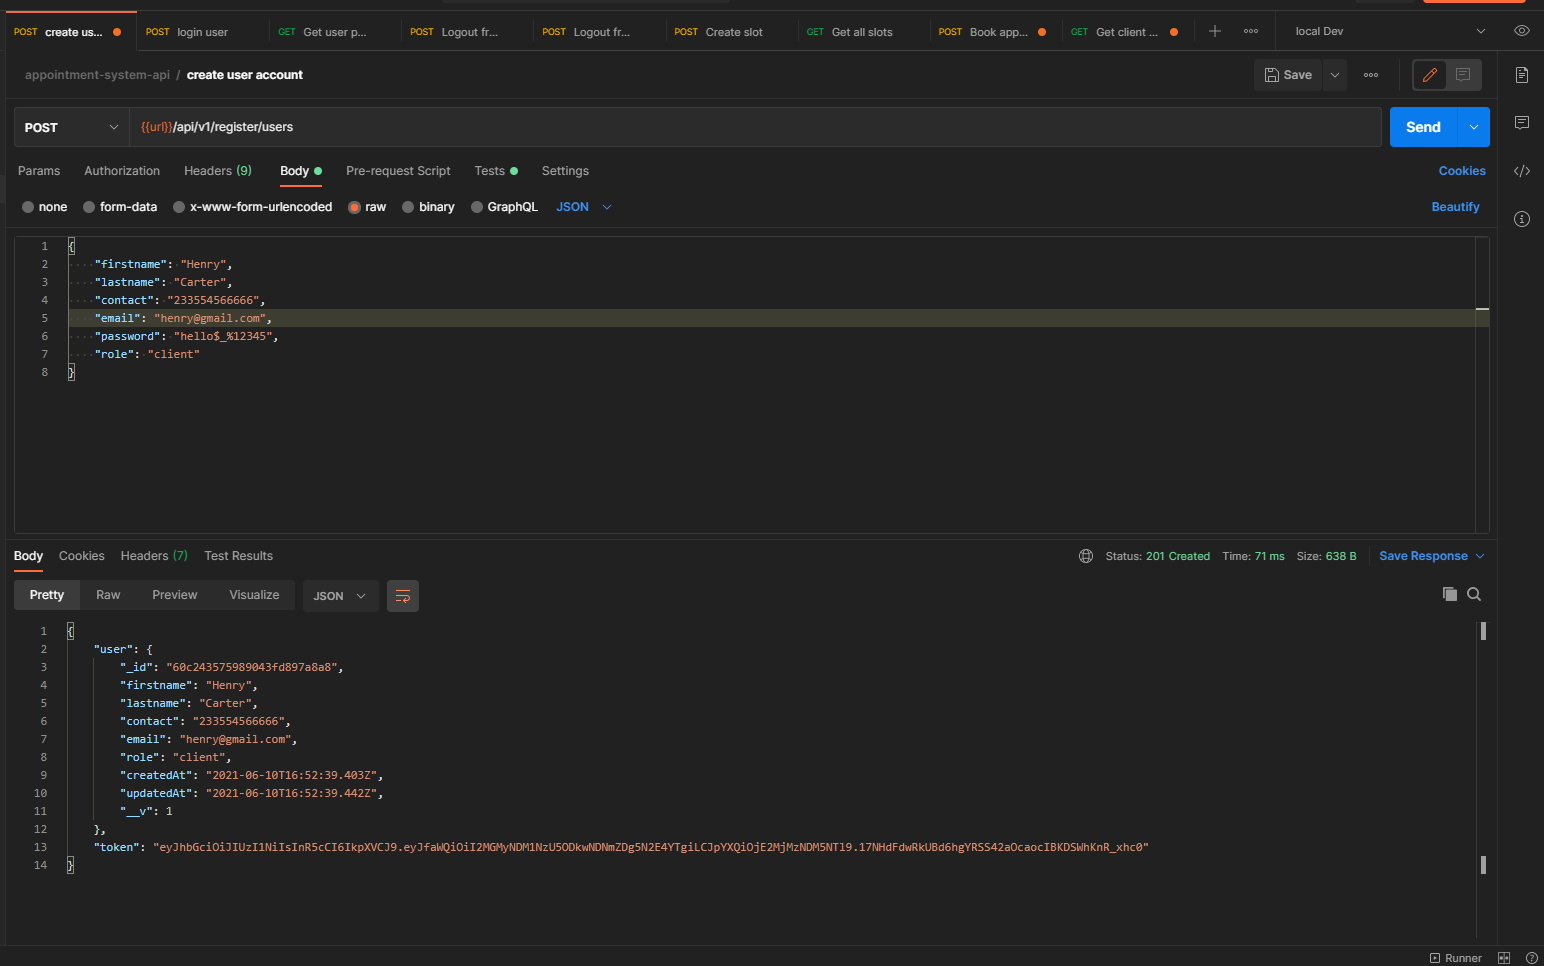 POST create us... POST login user GET Get user p... POST Logout fr... POST Logout fr... POST Create slot GET Get all slots POST Book app... GET Get client ... local Dev
appointment-system-api / create user account Save
POST {{url}}/api/v1/register/users Send
Params Authorization Headers (9) Body Pre-request Script Tests Settings Cookies
none form-data x-www-form-urlencoded raw binary GraphQL JSON Beautify
1 {
2 "firstname": "Henry",
3 "lastname": "Carter",
4 "contact": "233554566666",
5 "email": "henry@gmail.com",
6 "password": "hello$_%12345",
7 "role": "client"
8 }
Body Cookies Headers (7) Test Results Status: 201 Created Time: 71 ms Size: 638 B Save Response
Pretty Raw Preview Visualize JSON
1 {
2 "user": {
3 "_id": "60c243575989043fd897a8a8",
4 "firstname": "Henry",
5 "lastname": "Carter",
6 "contact": "233554566666",
7 "email": "henry@gmail.com",
8 "role": "client",
9 "createdAt": "2021-06-10T16:52:39.403Z",
10 "updatedAt": "2021-06-10T16:52:39.442Z",
11 "__v": 1
12 },
13 "token": "eyJhbGciOiJIUzI1NiIsInR5cCI6IkpXVCJ9.eyJfaWQiOiI2MGMyNDM1NzU5ODkwNDNmZDg5N2E4YTgiLCJpYXQiOjE2MjMzNDM5NTl9.17NHdFdwRkUBd6hgYRSS42aOcaocIBKDSWhKnR_xhc0"
14 }
Runner